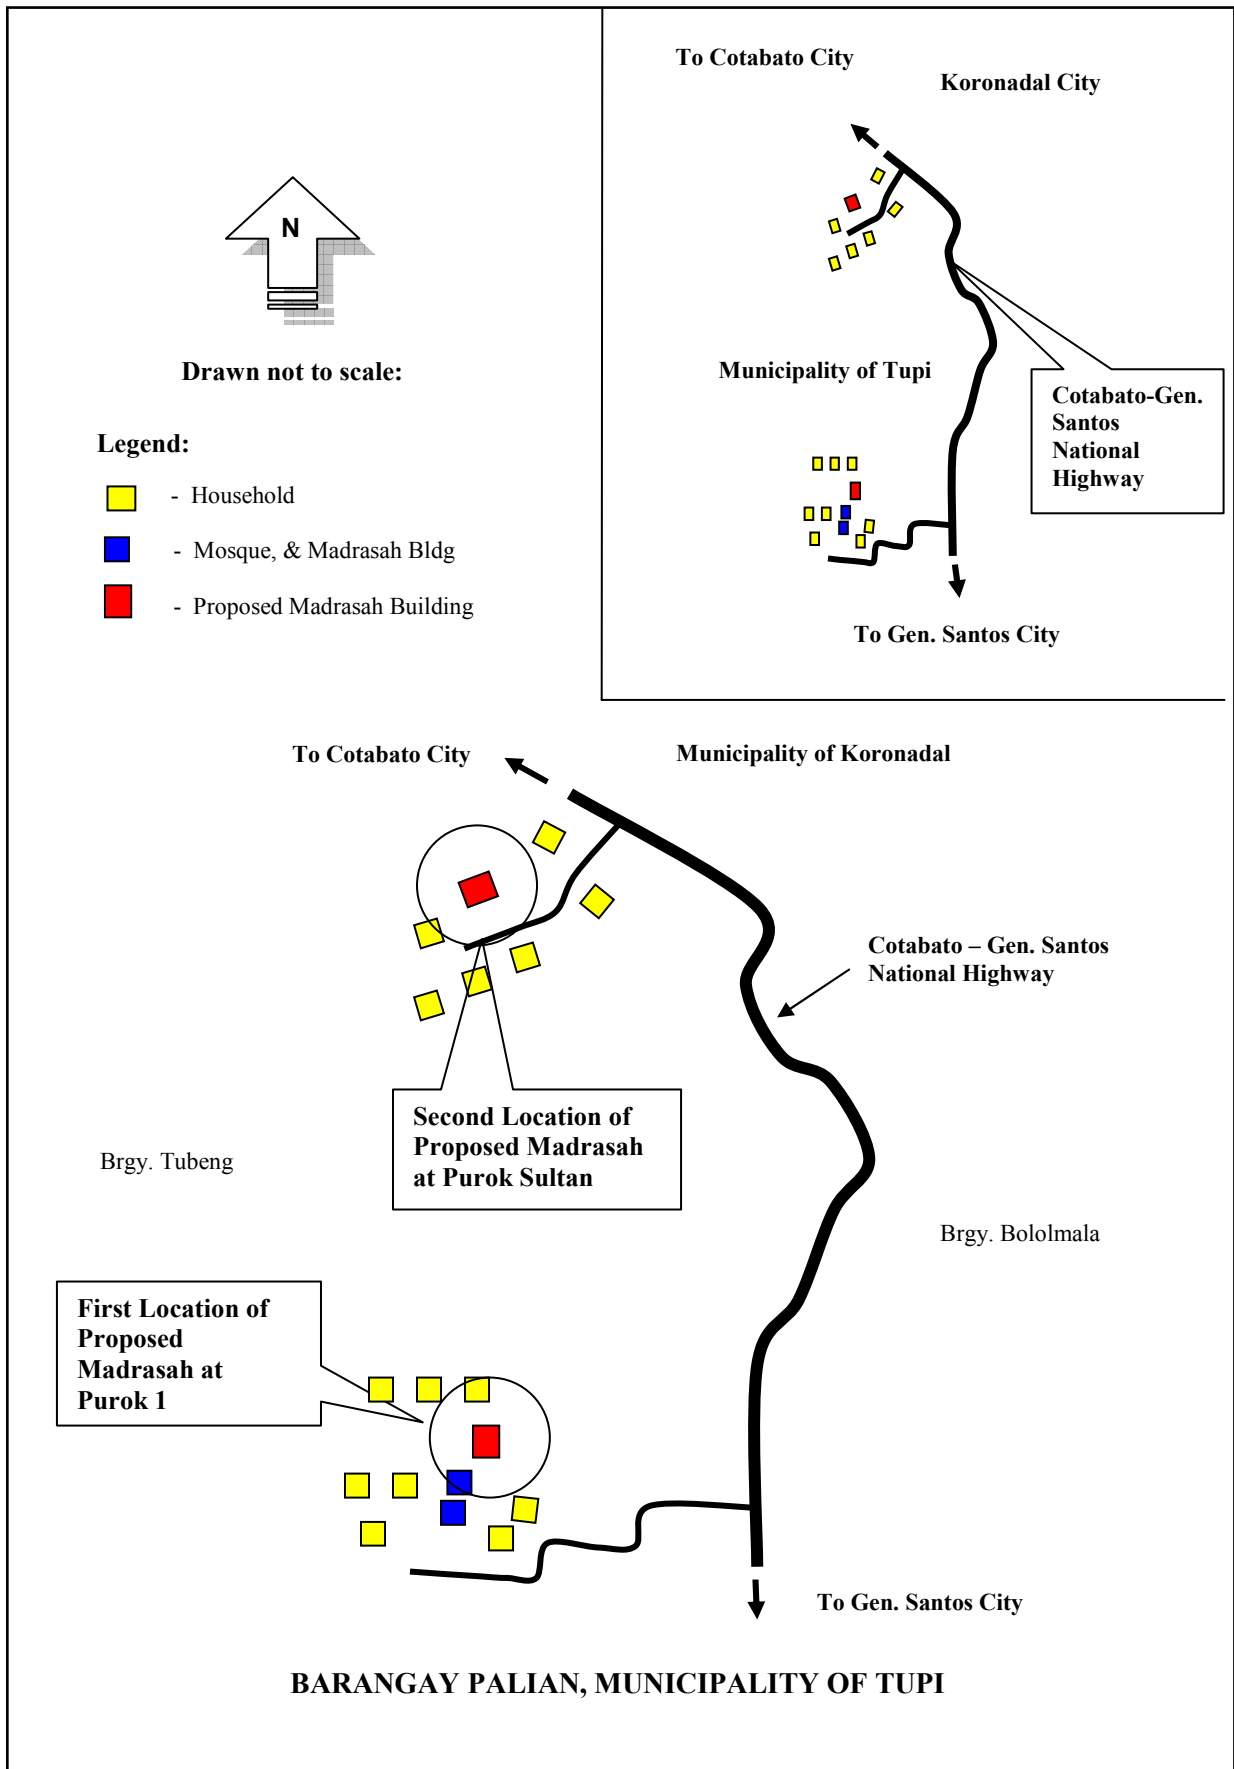 To Cotabato City
Koronadal City
N
Drawn not to scale:
Legend:
- Household
- Mosque, & Madrasah Bldg
- Proposed Madrasah Building
Municipality of Tupi
Cotabato-Gen.
Santos
National
Highway
To Gen. Santos City
To Cotabato City
Municipality of Koronadal
Cotabato – Gen. Santos
National Highway
Second Location of
Proposed Madrasah
at Purok Sultan
Brgy. Tubeng
Brgy. Bololmala
First Location of
Proposed
Madrasah at
Purok 1
To Gen. Santos City
BARANGAY PALIAN, MUNICIPALITY OF TUPI